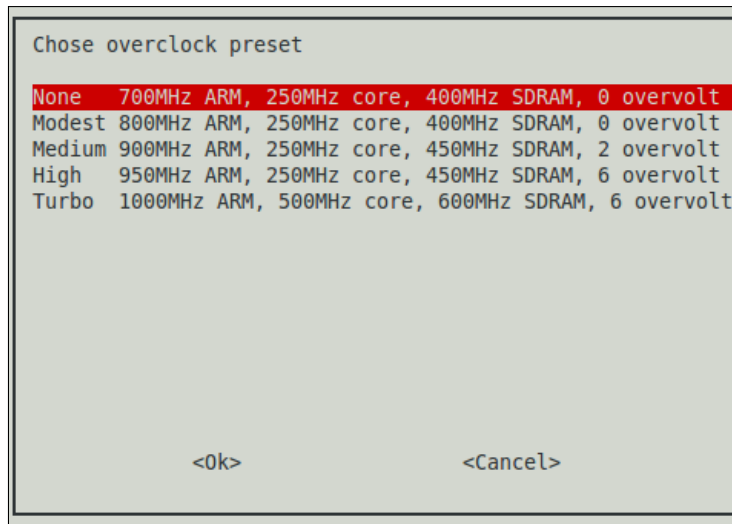 Chose overclock preset
None 700MHz ARM, 250MHz core, 400MHz SDRAM, 0 overvolt
Modest 800MHz ARM, 250MHz core, 400MHz SDRAM, 0 overvolt
Medium 900MHz ARM, 250MHz core, 450MHz SDRAM, 2 overvolt
High 950MHz ARM, 250MHz core, 450MHz SDRAM, 6 overvolt
Turbo 1000MHz ARM, 500MHz core, 600MHz SDRAM, 6 overvolt
<Ok> <Cancel>